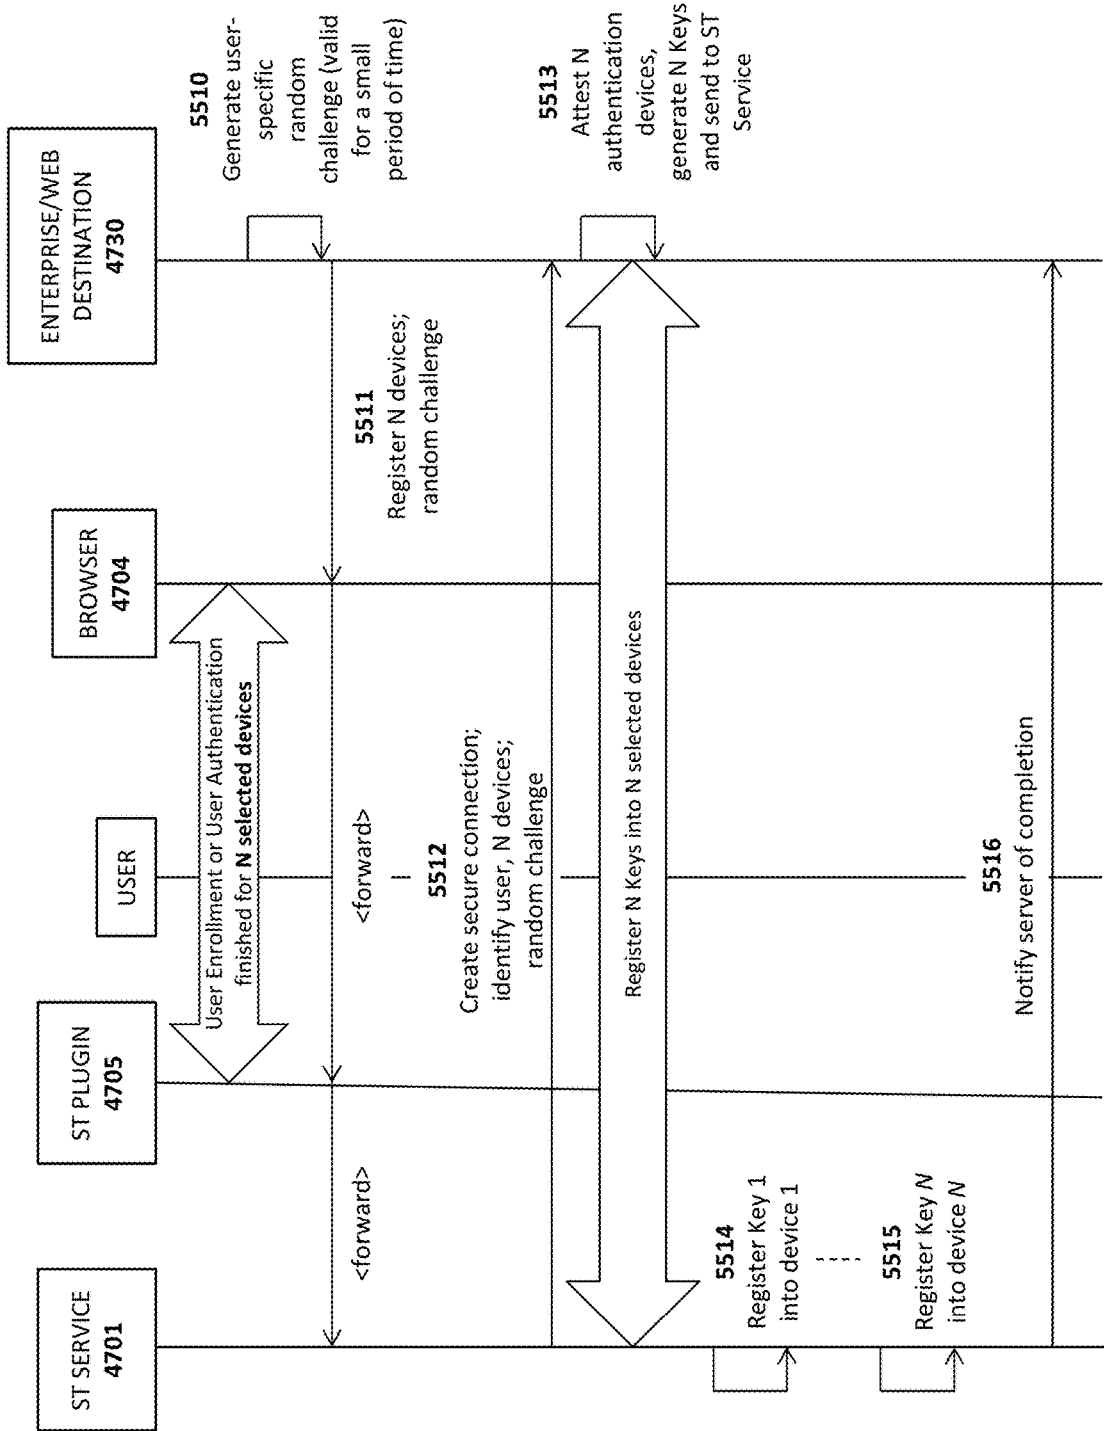 ST SERVICE
4701
ST PLUGIN
4705
USER
BROWSER
4704
ENTERPRISE/WEB
DESTINATION
4730
User Enrollment or User Authentication
finished for N selected devices
5510
Generate user-
specific
random
challenge (valid
for a small
period of time)
<forward>
<forward>
5511
Register N devices;
random challenge
5512
Create secure connection;
identify user, N devices;
random challenge
5513
Attest N
authentication
devices,
generate N Keys
and send to ST
Service
Register N Keys into N selected devices
5514
Register Key 1
into device 1
5515
Register Key N
into device N
5516
Notify server of completion